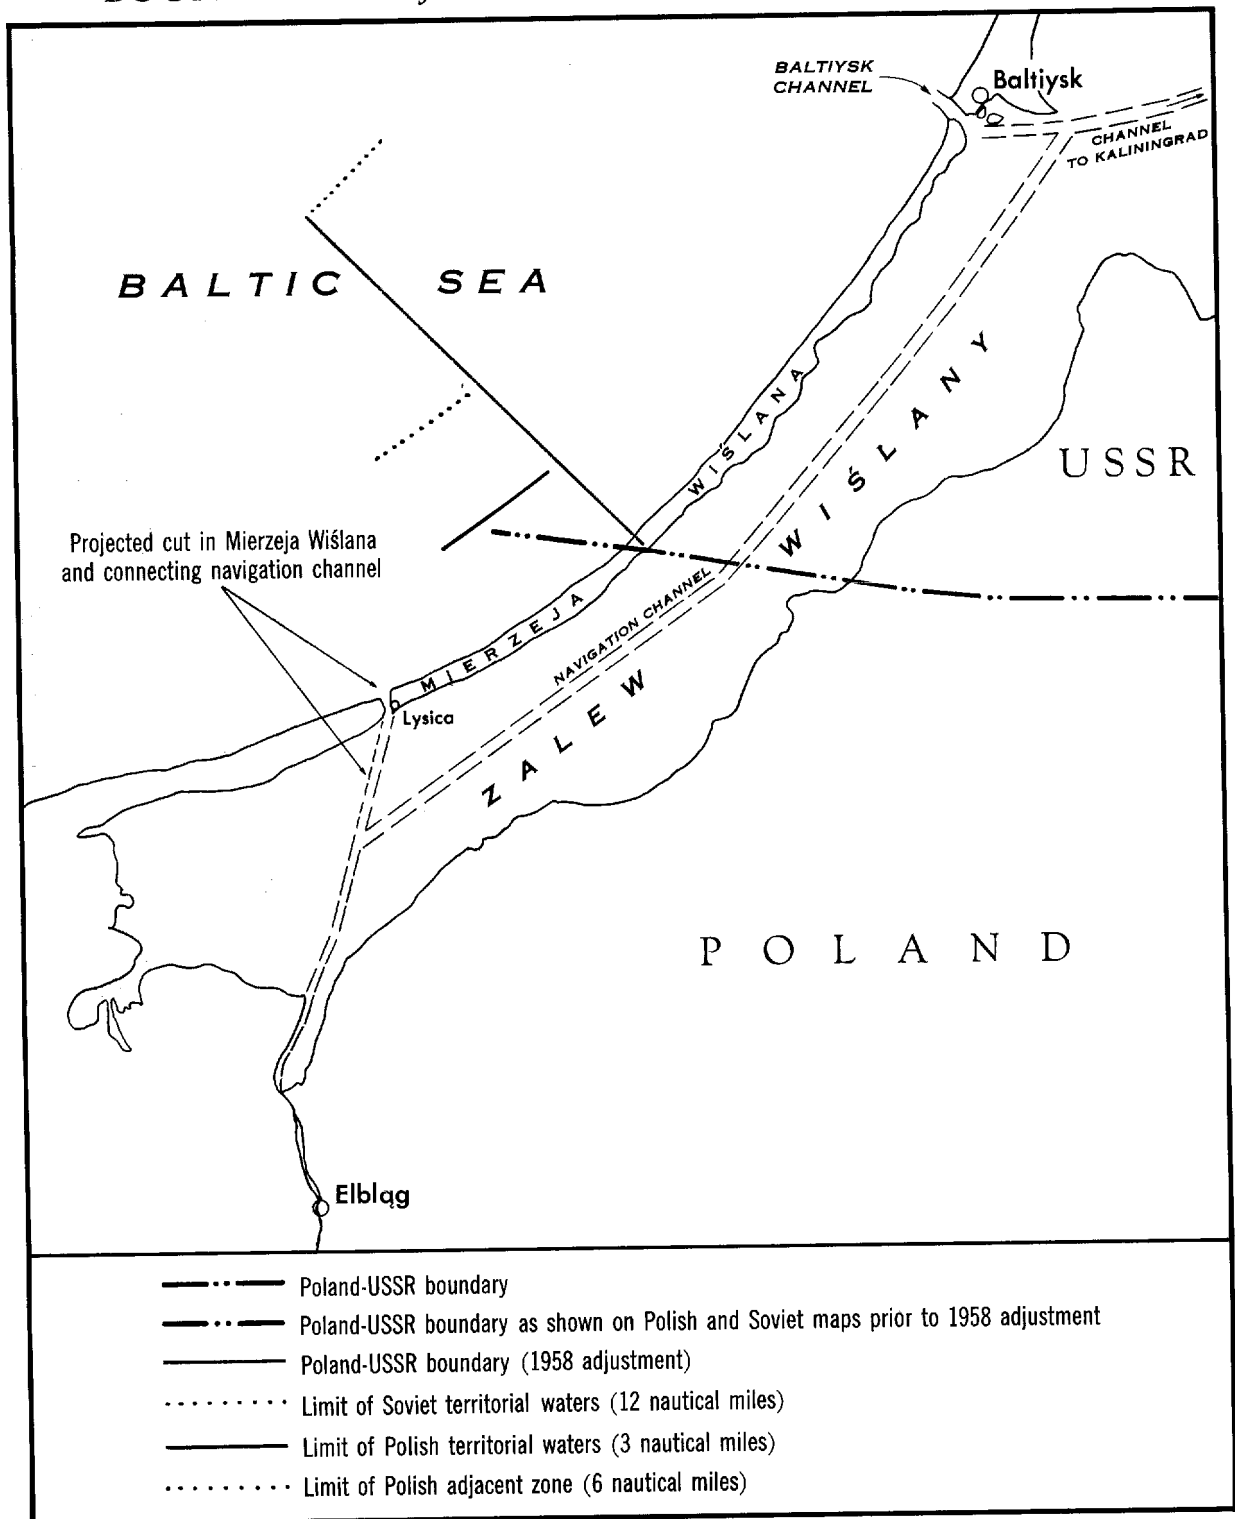 BALTIYSK
CHANNEL
Baltiysk
CHANNEL
TO KALININGRAD
BALTIC SEA
USSR
MIERZEJA WIŚLANA
ZALEW WIŚLANY
NAVIGATION CHANNEL
Projected cut in Mierzeja Wiślana
and connecting navigation channel
Lysica
POLAND
Elbląg
Poland-USSR boundary
Poland-USSR boundary as shown on Polish and Soviet maps prior to 1958 adjustment
Poland-USSR boundary (1958 adjustment)
Limit of Soviet territorial waters (12 nautical miles)
Limit of Polish territorial waters (3 nautical miles)
Limit of Polish adjacent zone (6 nautical miles)